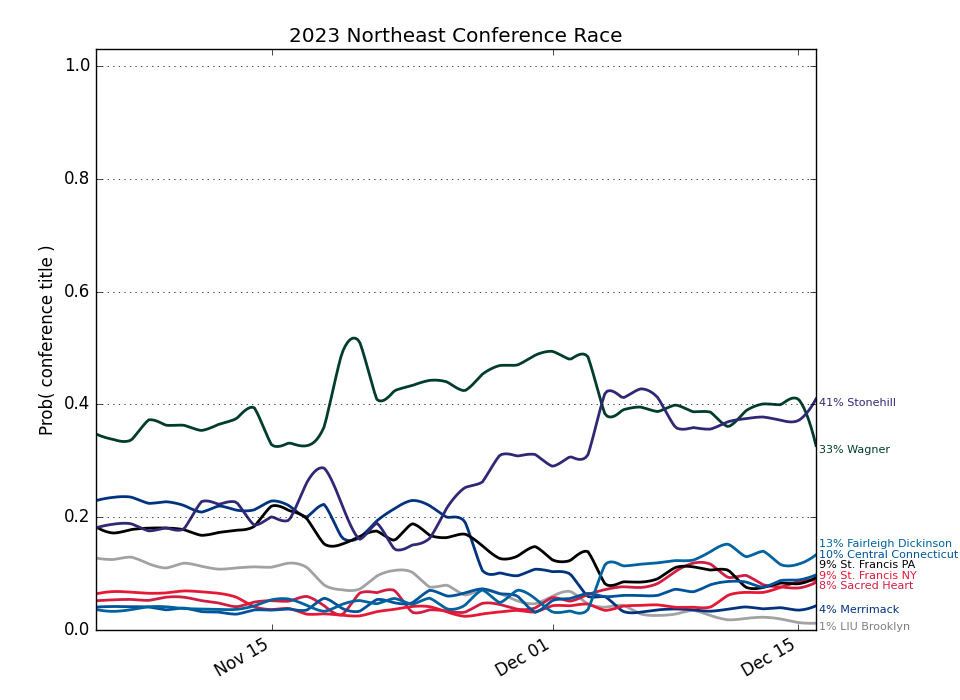 2023 Northeast Conference Race
Prob( conference title )
1.0
0.8
0.6
0.4
0.2
0.0
Nov 15
Dec 01
Dec 15
41% Stonehill
33% Wagner
13% Fairleigh Dickinson
10% Central Connecticut
9% St. Francis PA
9% St. Francis NY
8% Sacred Heart
4% Merrimack
1% LIU Brooklyn